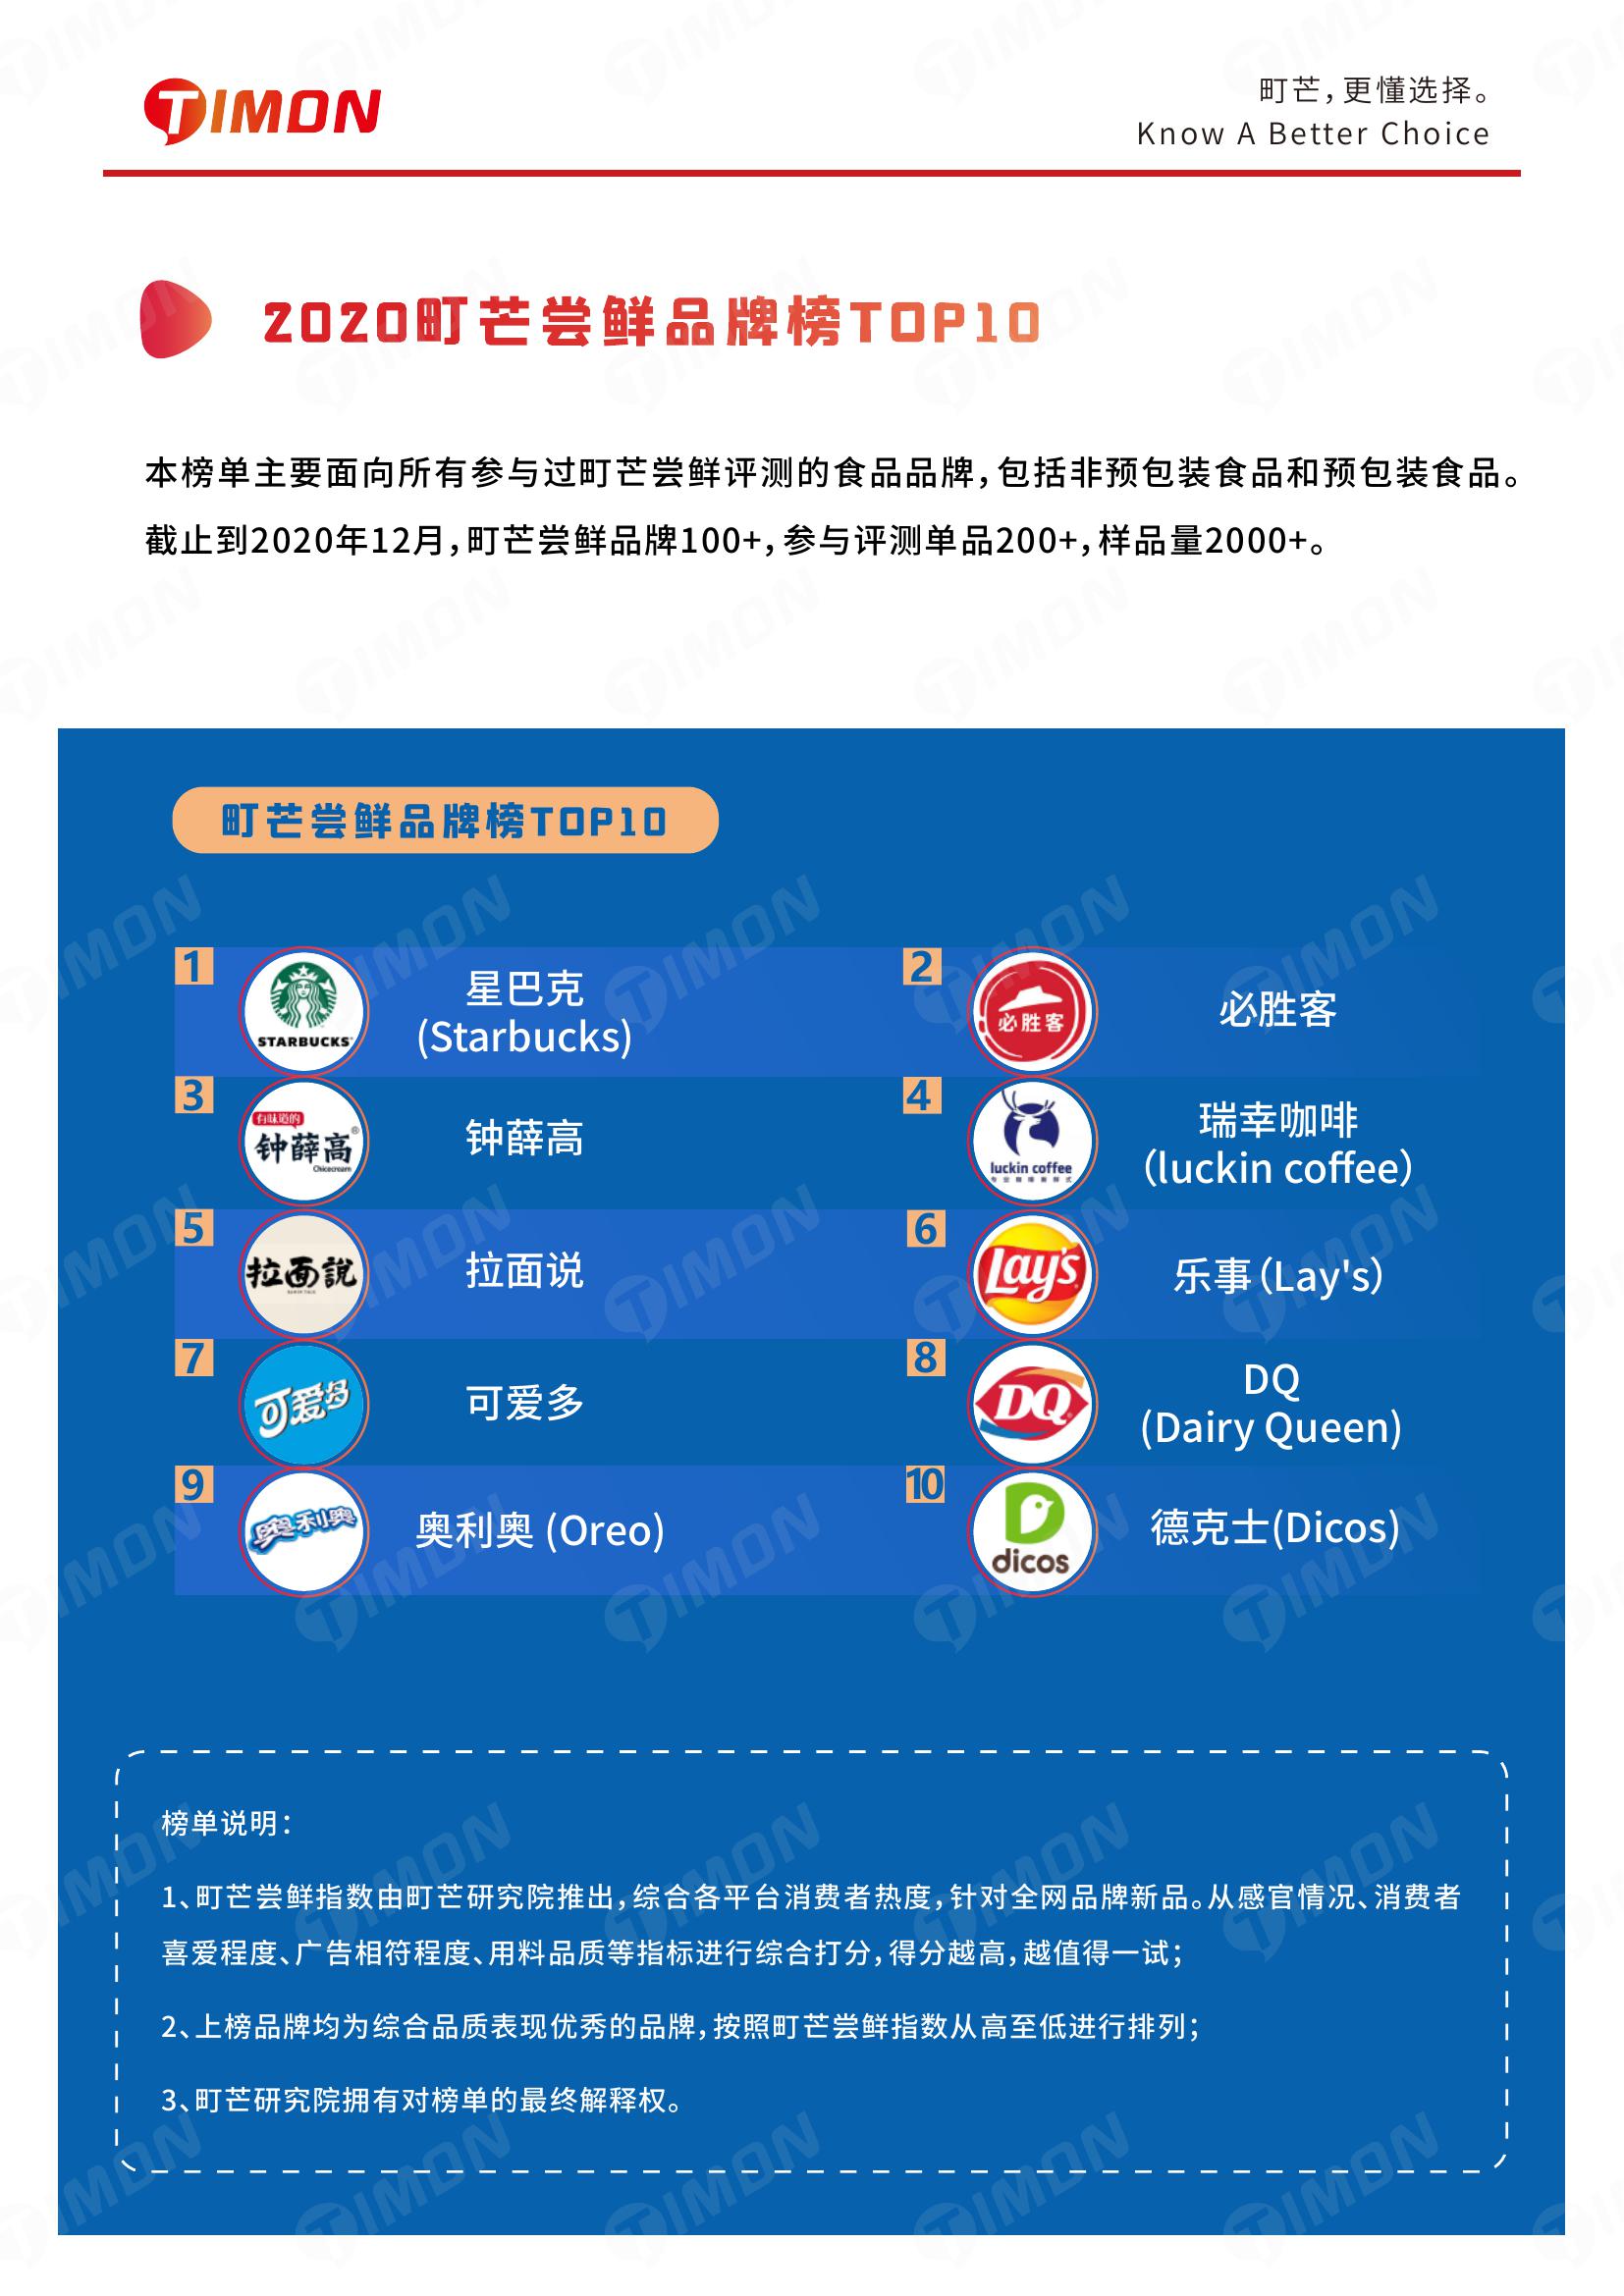 TIMON
町芒，更懂选择。
Know A Better Choice
2020町芒尝鲜品牌榜TOP10
本榜单主要面向所有参与过町芒尝鲜评测的食品品牌，包括非预包装食品和预包装食品。
截止到2020年12月，町芒尝鲜品牌100+，参与评测单品200+，样品量2000+。
町芒尝鲜品牌榜TOP10
1
STARBUCKS
星巴克
(Starbucks)
2
必胜客
必胜客
3
有味道的
钟薛高®
Chicecream
钟薛高
4
luckin coffee
瑞幸咖啡
（luckin coffee）
5
拉面說
拉面说
6
Lay's
乐事（Lay's）
7
可爱多
可爱多
8
DQ
DQ
(Dairy Queen)
9
奥利奥
奥利奥 (Oreo)
10
dicos
德克士(Dicos)
榜单说明：
1、町芒尝鲜指数由町芒研究院推出，综合各平台消费者热度，针对全网品牌新品。从感官情况、消费者
喜爱程度、广告相符程度、用料品质等指标进行综合打分，得分越高，越值得一试；
2、上榜品牌均为综合品质表现优秀的品牌，按照町芒尝鲜指数从高至低进行排列；
3、町芒研究院拥有对榜单的最终解释权。